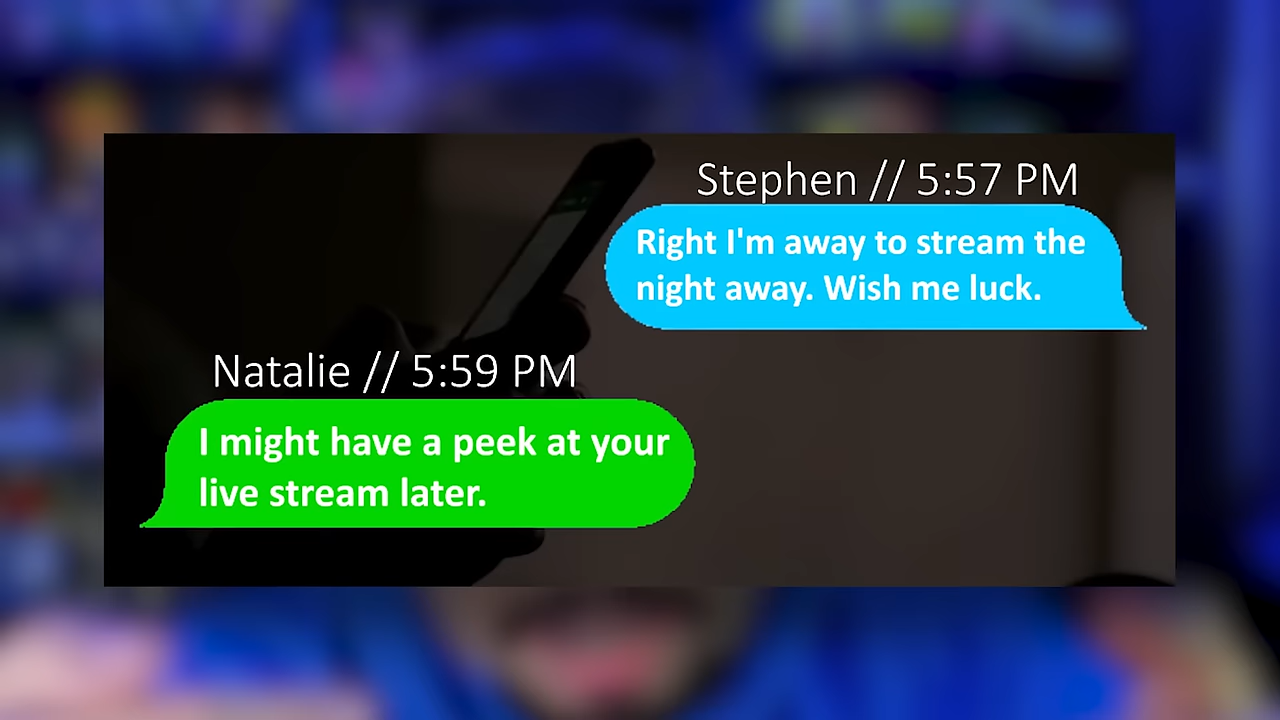 Stephen // 5:57 PM
Right I'm away to stream the
night away. Wish me luck.
Natalie // 5:59 PM
I might have a peek at your
live stream later.